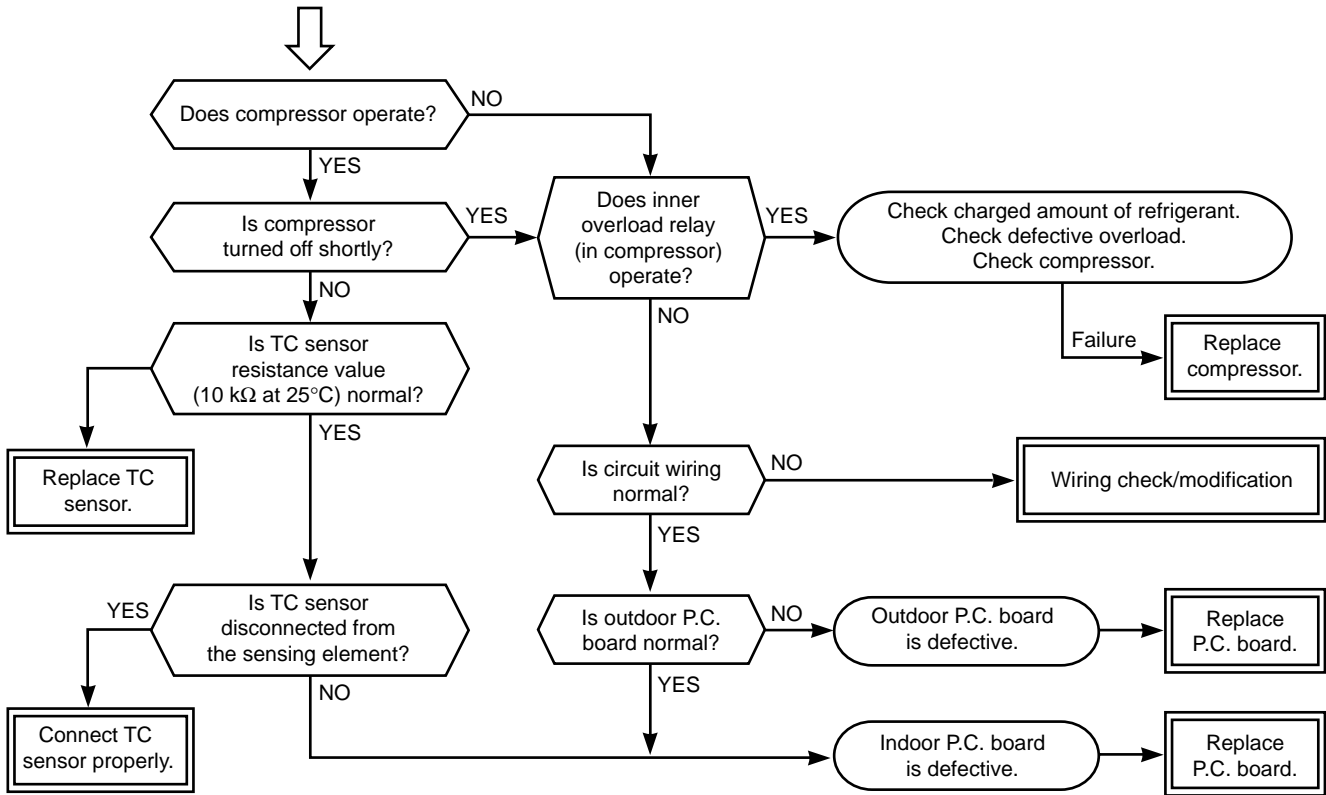 Does compressor operate?
NO
YES
Is compressor
turned off shortly?
YES
NO
Does inner
overload relay
(in compressor)
operate?
YES
NO
Check charged amount of refrigerant.
Check defective overload.
Check compressor.
Failure
Replace
compressor.
Is TC sensor
resistance value
(10 kΩ at 25°C) normal?
YES
Replace TC
sensor.
Is circuit wiring
normal?
NO
YES
Wiring check/modification
Is TC sensor
disconnected from
the sensing element?
YES
NO
Connect TC
sensor properly.
Is outdoor P.C.
board normal?
NO
YES
Outdoor P.C. board
is defective.
Replace
P.C. board.
Indoor P.C. board
is defective.
Replace
P.C. board.